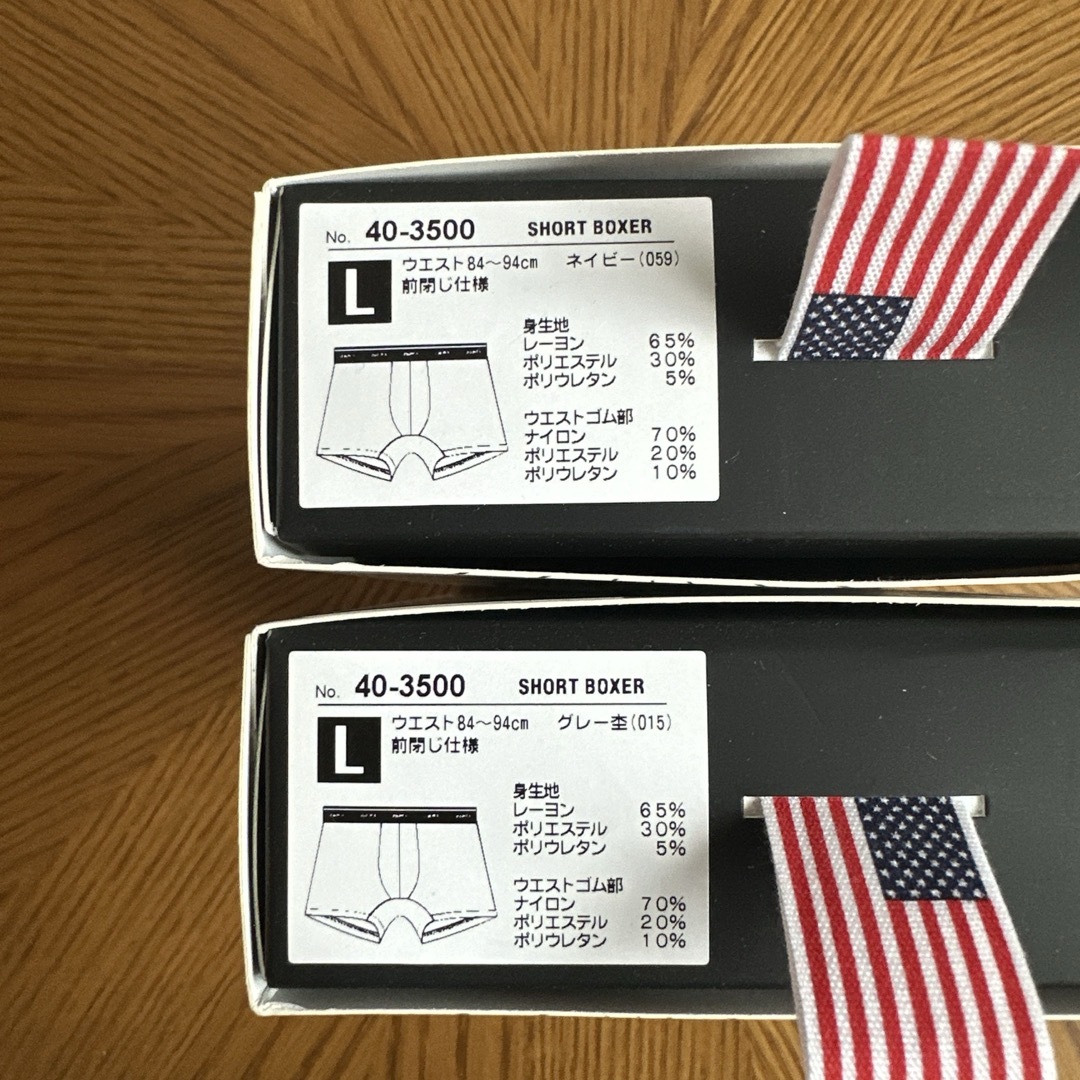 No. 40-3500 SHORT BOXER
L
ウエスト84～94cm ネイビー(059)
前閉じ仕様
身生地
レーヨン 65%
ポリエステル 30%
ポリウレタン 5%
ウエストゴム部
ナイロン 70%
ポリエステル 20%
ポリウレタン 10%
No. 40-3500 SHORT BOXER
L
ウエスト84～94cm グレー杢(015)
前閉じ仕様
身生地
レーヨン 65%
ポリエステル 30%
ポリウレタン 5%
ウエストゴム部
ナイロン 70%
ポリエステル 20%
ポリウレタン 10%